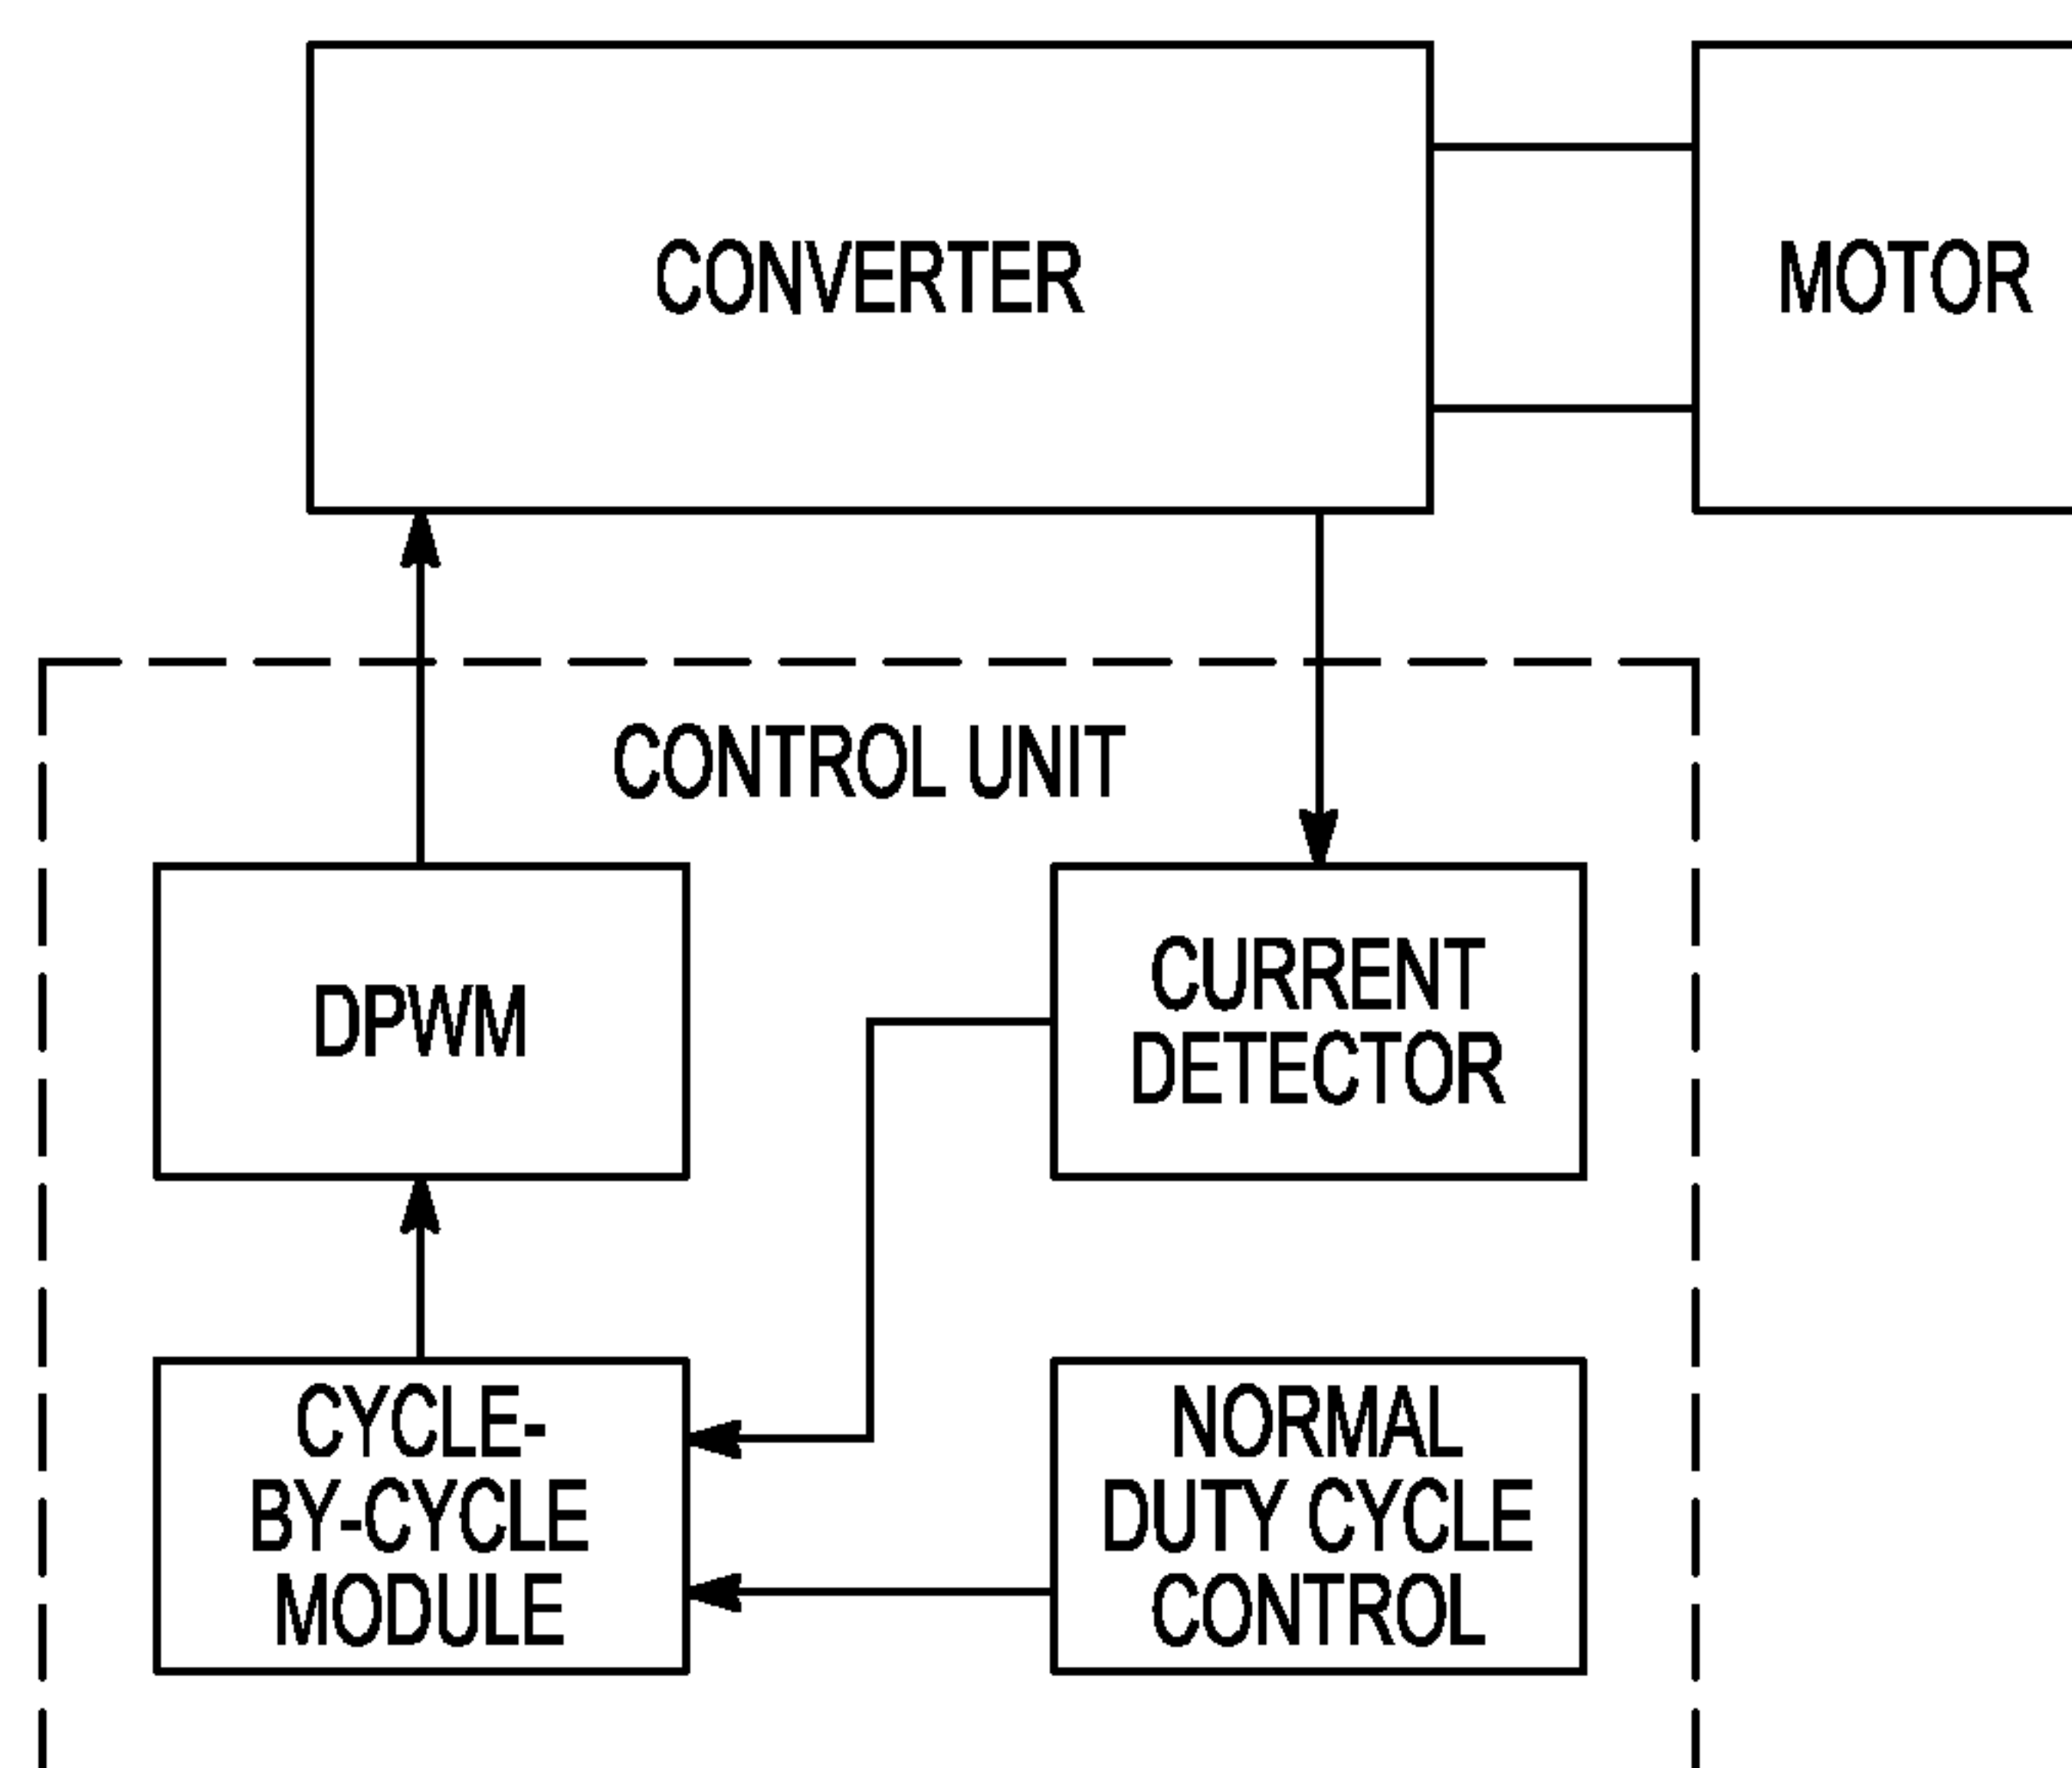 CONVERTER
MOTOR
CONTROL UNIT
DPWM
CURRENT
DETECTOR
CYCLE-
BY-CYCLE
MODULE
NORMAL
DUTY CYCLE
CONTROL